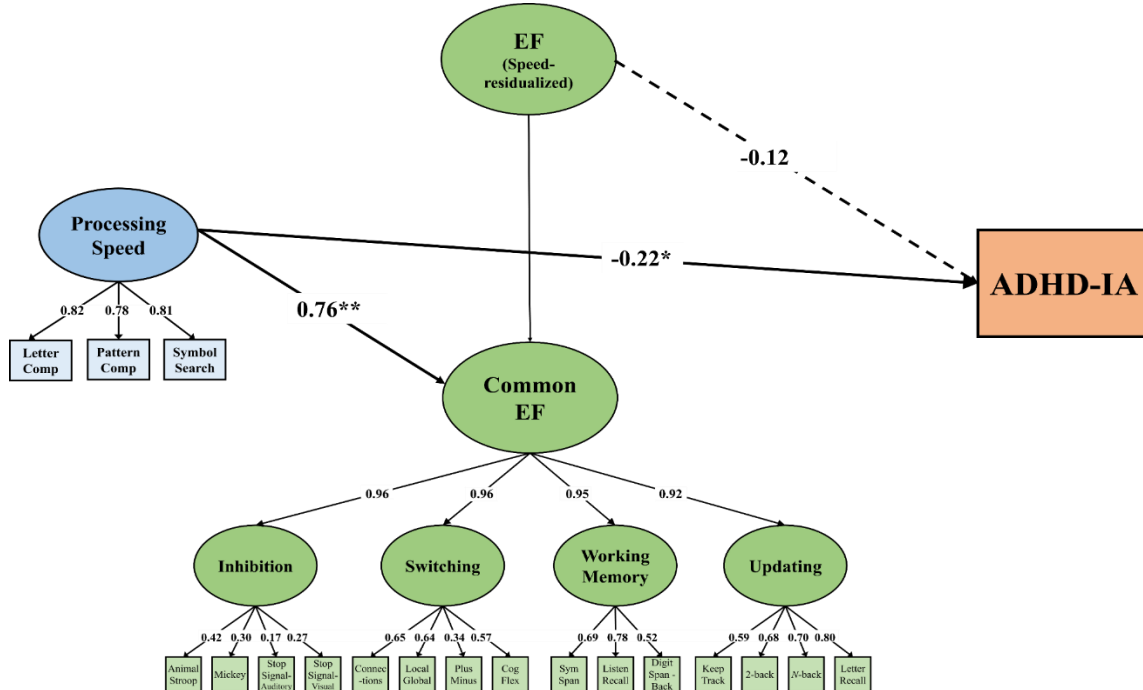 EF
(Speed-
residualized)
-0.12
Processing
Speed
-0.22*
ADHD-IA
0.76**
0.82
0.78
0.81
Letter
Comp
Pattern
Comp
Symbol
Search
Common
EF
0.96
0.96
0.95
0.92
Inhibition
Switching
Working
Memory
Updating
0.42
0.30
0.17
0.27
0.65
0.64
0.34
0.57
0.69
0.78
0.52
0.59
0.68
0.70
0.80
Animal
Stroop
Mickey
Stop
Signal-
Auditory
Stop
Signal-
Visual
Connec-
tions
Local
Global
Plus
Minus
Cog
Flex
Sym
Span
Listen
Recall
Digit
Span -
Back
Keep
Track
2-back
N-back
Letter
Recall